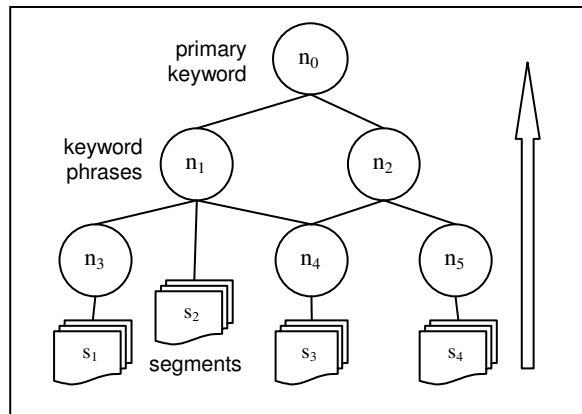 primary
keyword
n₀
keyword
phrases
n₁
n₂
n₃
n₄
n₅
s₂
s₁
segments
s₃
s₄